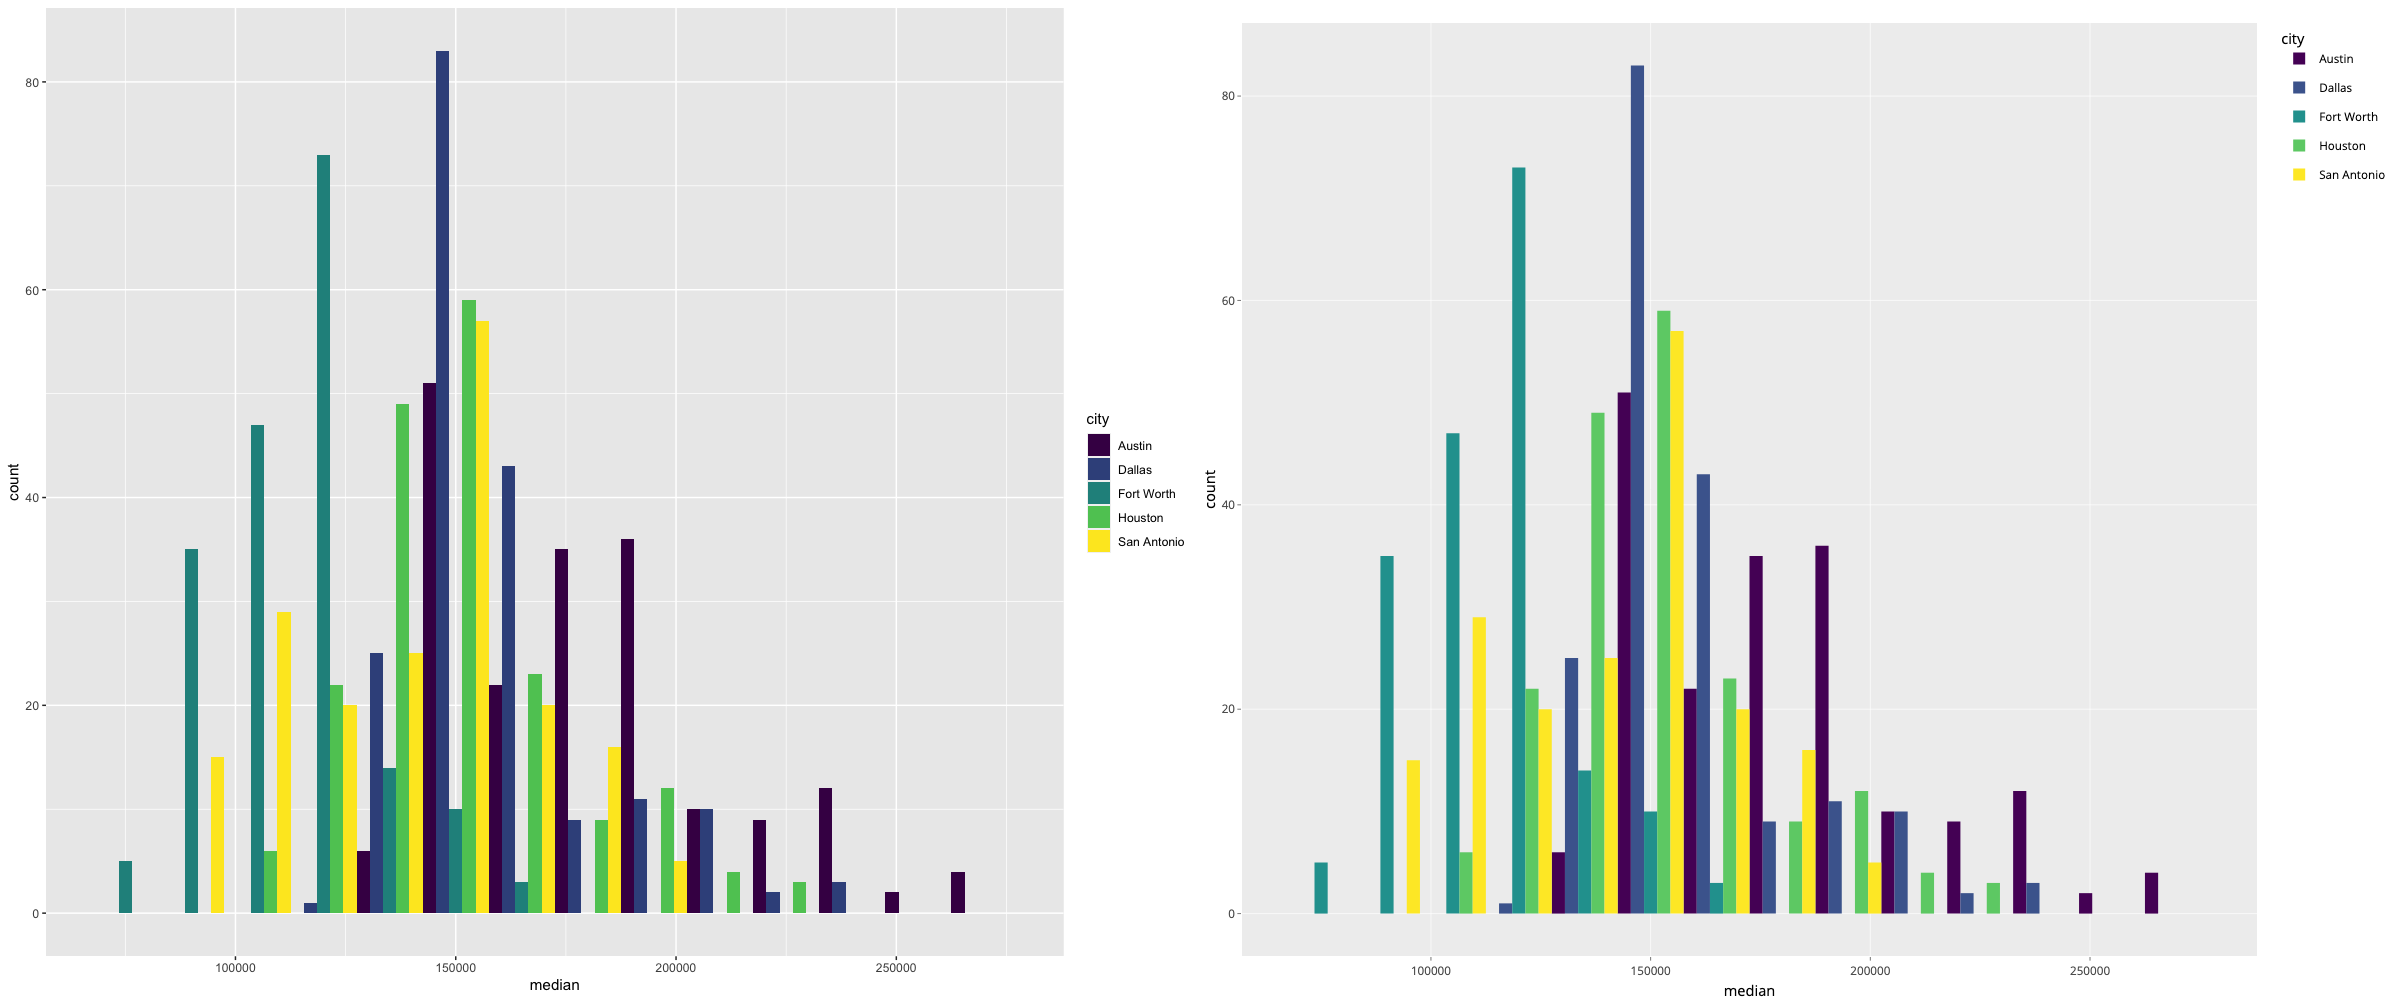 count
80
60
40
20
0
100000 150000 200000 250000
median
city
Austin
Dallas
Fort Worth
Houston
San Antonio
count
80
60
40
20
0
100000 150000 200000 250000
median
city
Austin
Dallas
Fort Worth
Houston
San Antonio